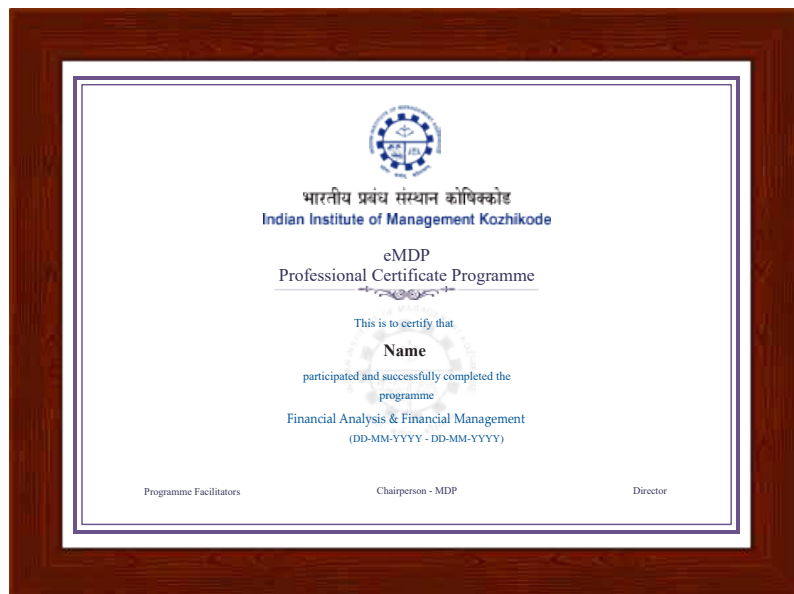 भारतीय प्रबंध संस्थान कोषिक्कोड
Indian Institute of Management Kozhikode
eMDP
Professional Certificate Programme
This is to certify that
Name
participated and successfully completed the
programme
Financial Analysis & Financial Management
(DD-MM-YYYY - DD-MM-YYYY)
Programme Facilitators
Chairperson - MDP
Director